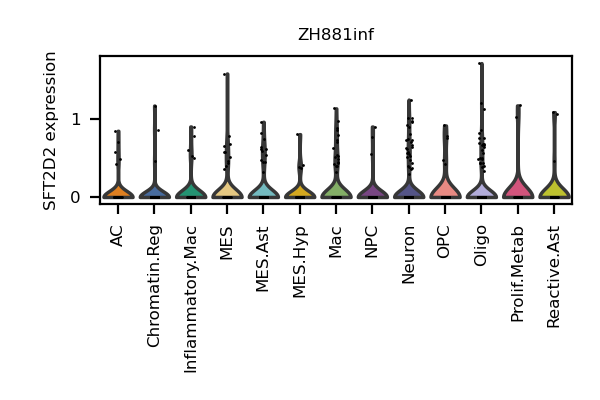 ZH881inf
SFT2D2 expression
1
0
AC
Chromatin.Reg
Inflammatory.Mac
MES
MES.Ast
MES.Hyp
Mac
NPC
Neuron
OPC
Oligo
Prolif.Metab
Reactive.Ast